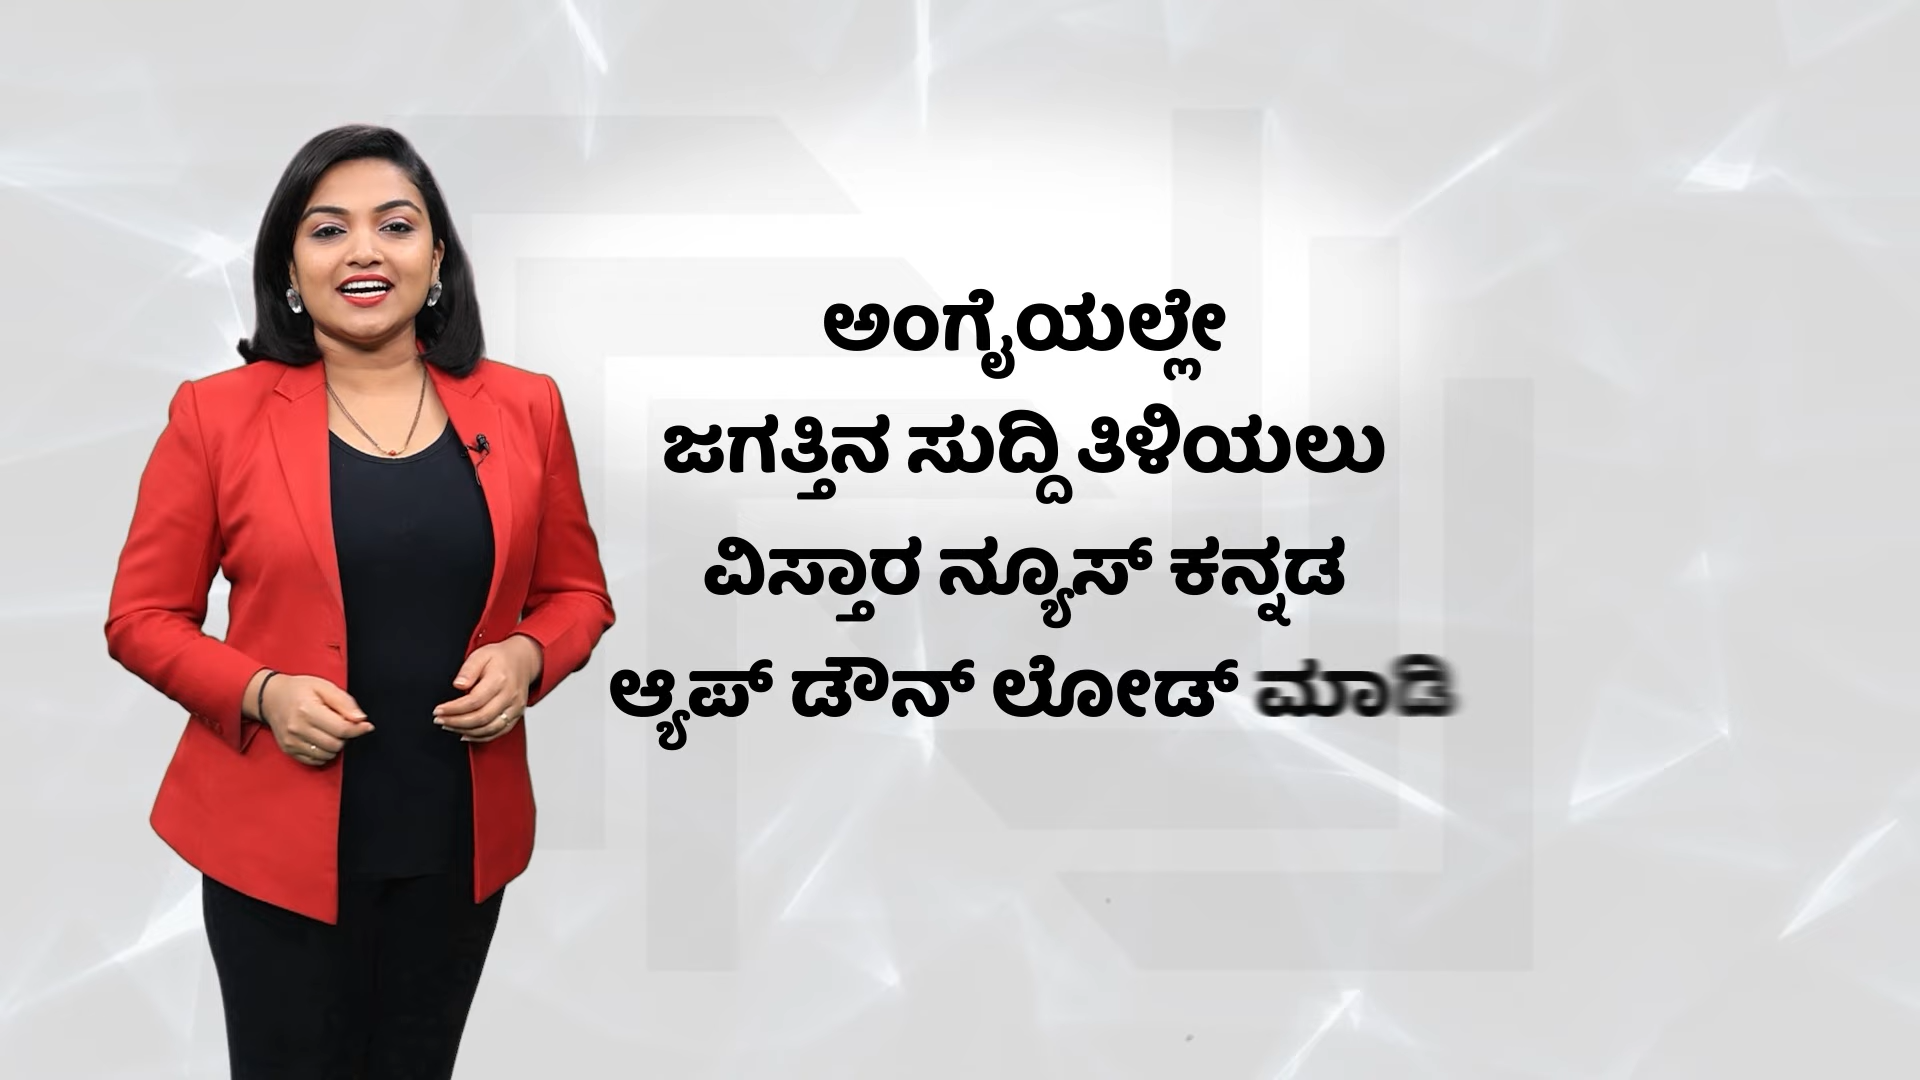 ಅಂಗೈಯಲ್ಲೇ
ಜಗತ್ತಿನ ಸುದ್ದಿ ತಿಳಿಯಲು
ವಿಸ್ತಾರ ನ್ಯೂಸ್ ಕನ್ನಡ
ಆ್ಯಪ್ ಡೌನ್ ಲೋಡ್ ಮಾಡಿ